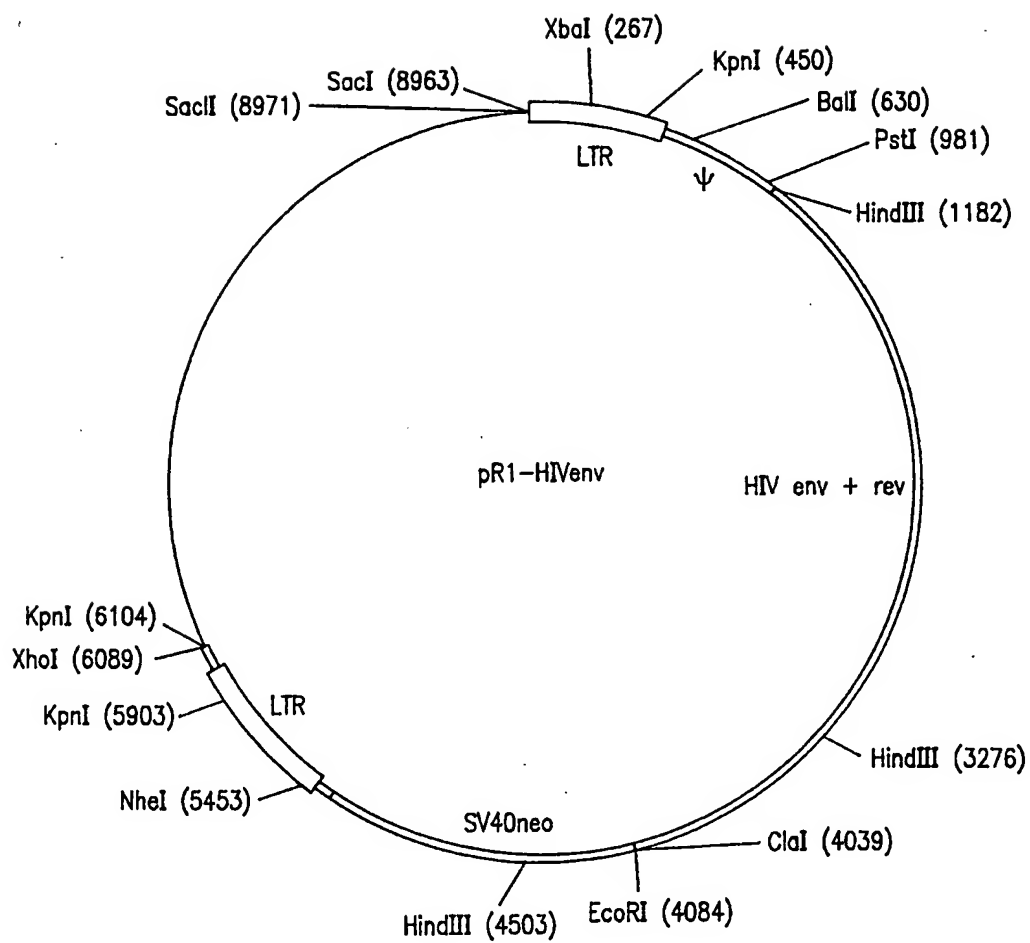 XbaI (267)
KpnI (450)
SacI (8963)
SacII (8971)
BalI (630)
PstI (981)
LTR
ψ
HindIII (1182)
pR1-HIVenv
HIV env + rev
KpnI (6104)
XhoI (6089)
LTR
KpnI (5903)
HindIII (3276)
NheI (5453)
SV40neo
ClaI (4039)
HindIII (4503)
EcoRI (4084)